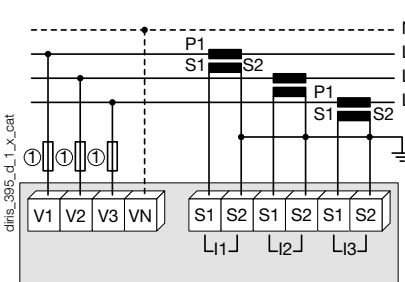 N
L
P1
S1 S2
L
P1
L
S1 S2
① ① ①
diris_395_d_1_x_cat
V1 V2 V3 VN S1 S2 S1 S2 S1 S2
I1 I2 I3